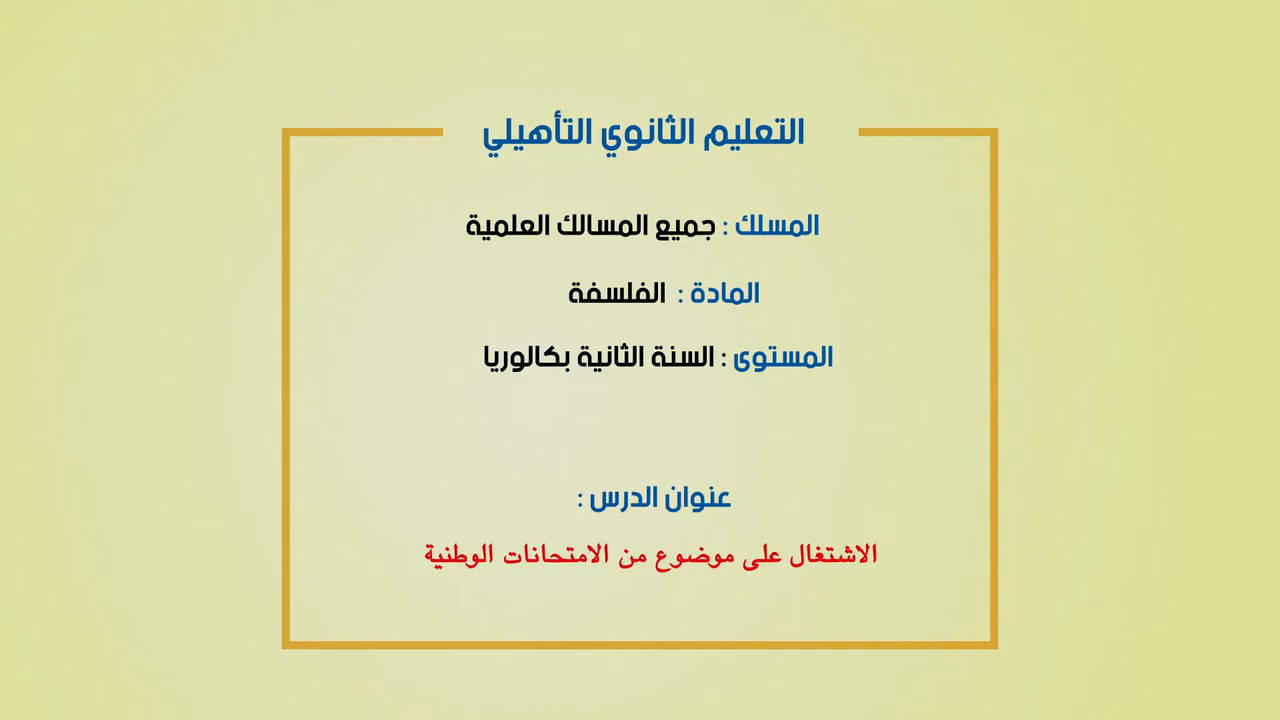 التعليم الثانوي التأهيلي
المسلك : جميع المسالك العلمية
المادة : الفلسفة
المستوى : السنة الثانية بكالوريا
عنوان الدرس :
الاشتغال على موضوع من الامتحانات الوطنية